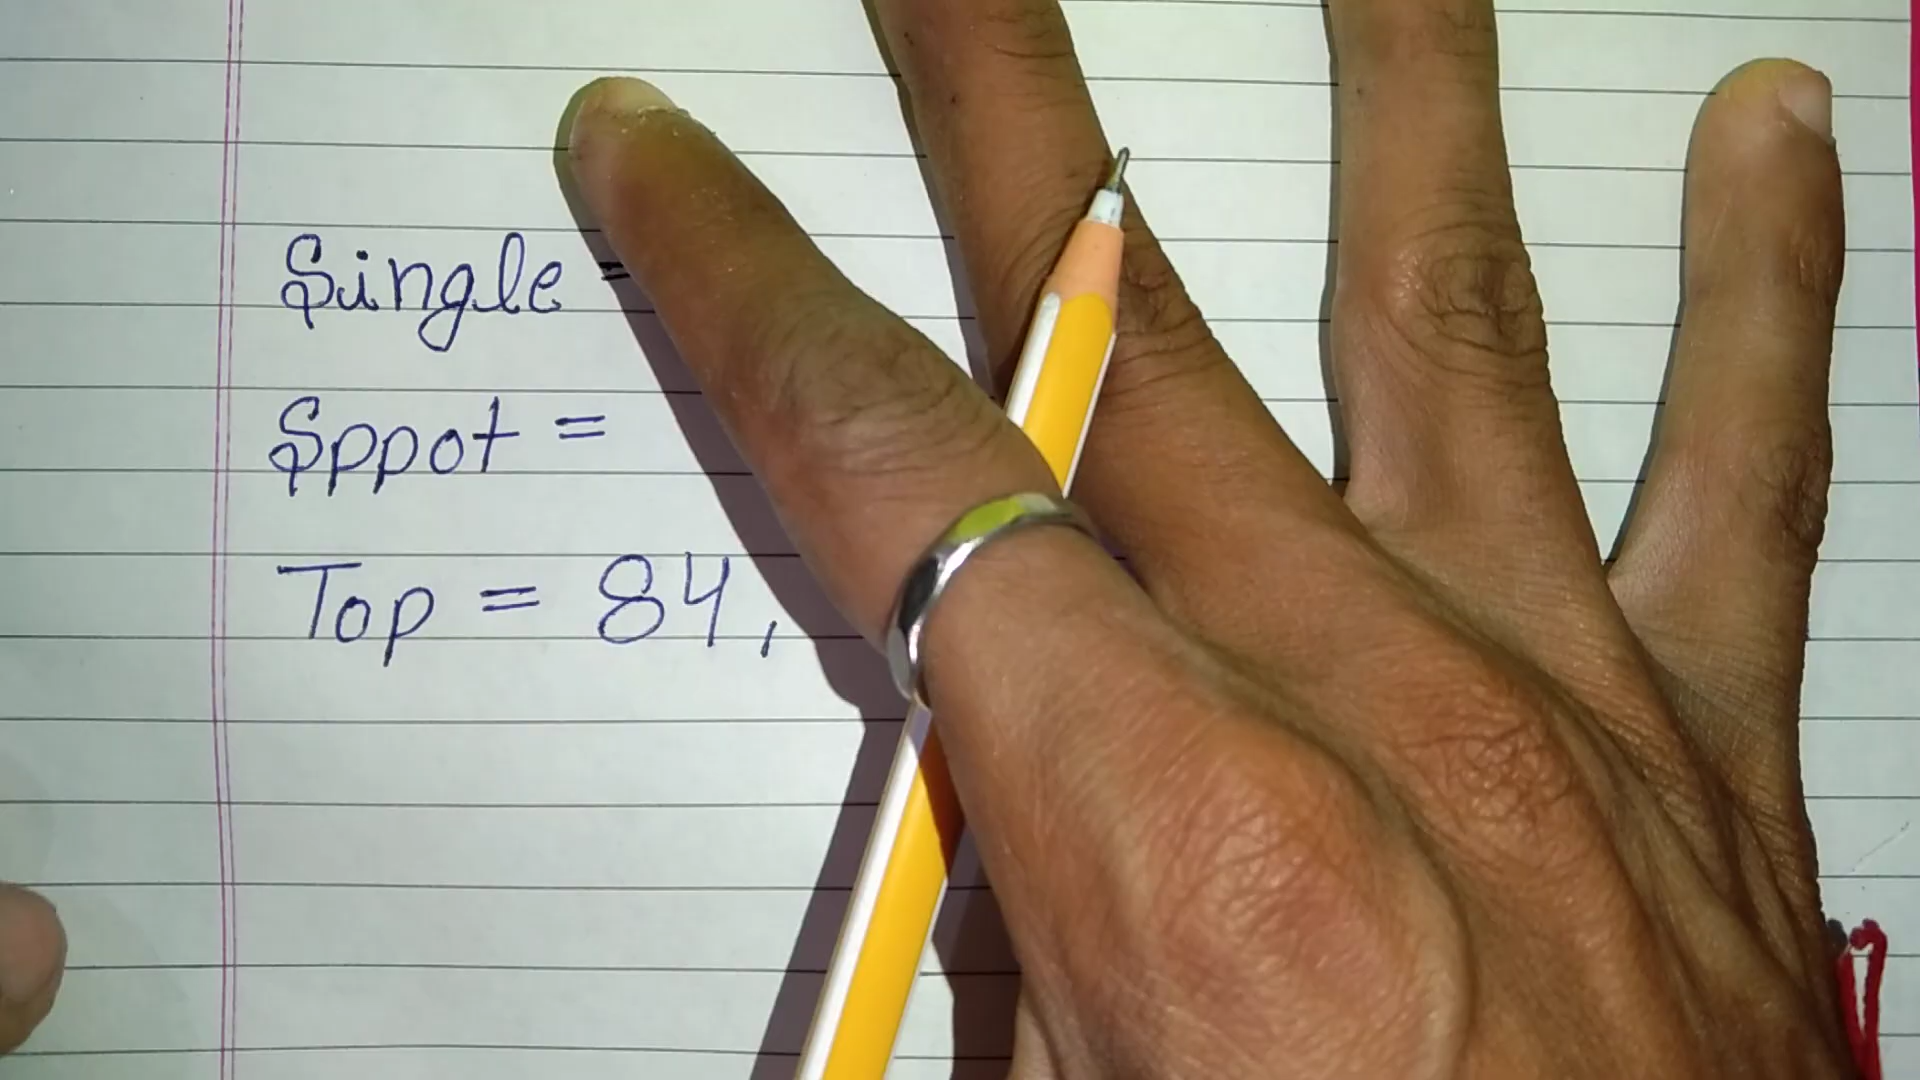 Single =
Sppot =
Top = 84,